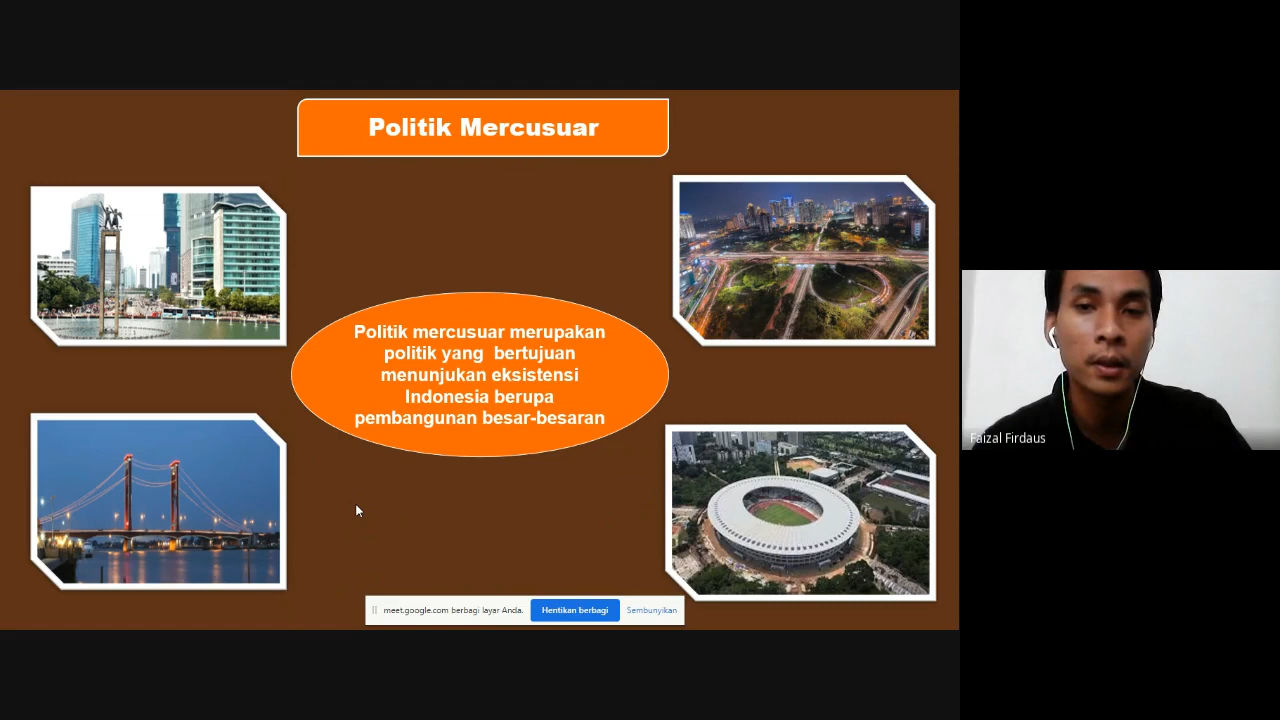 Politik Mercusuar
Politik mercusuar merupakan
politik yang bertujuan
menunjukan eksistensi
Indonesia berupa
pembangunan besar-besaran
Faizal Firdaus
meet.google.com berbagi layar Anda.
Hentikan berbagi
Sembunyikan